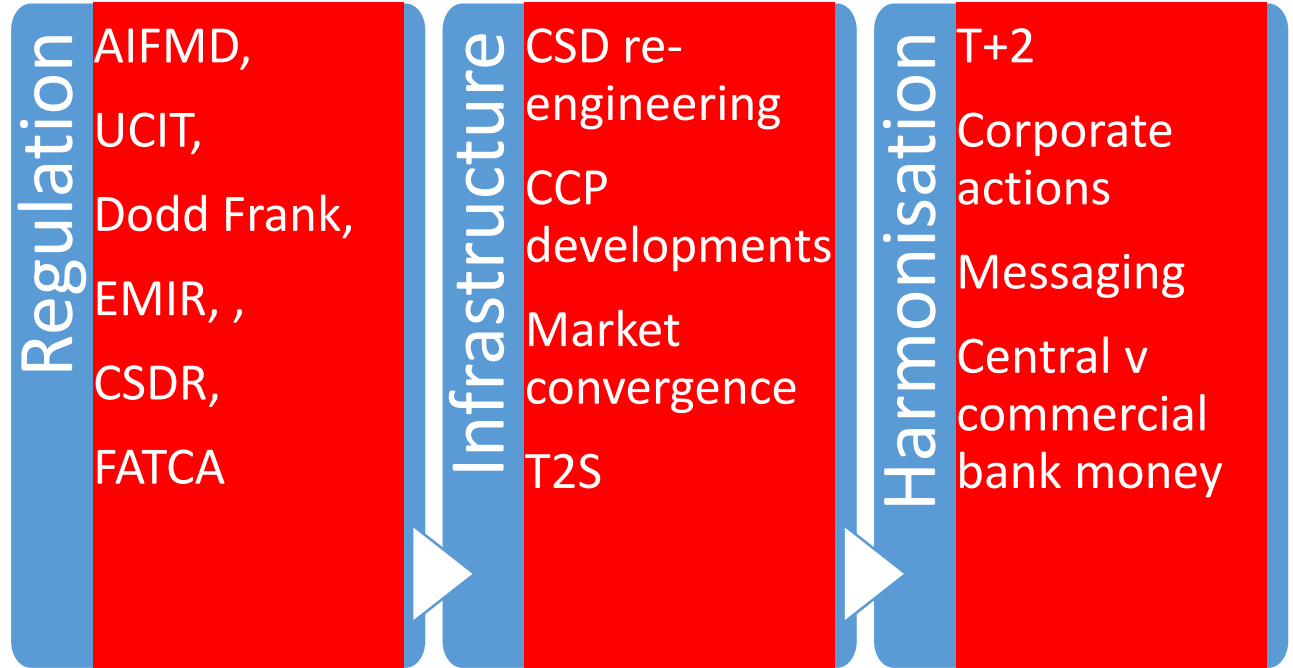 Regulation
AIFMD,
UCIT,
Dodd Frank,
EMIR, ,
CSDR,
FATCA
Infrastructure
CSD re-
engineering
CCP
developments
Market
convergence
T2S
Harmonisation
T+2
Corporate
actions
Messaging
Central v
commercial
bank money